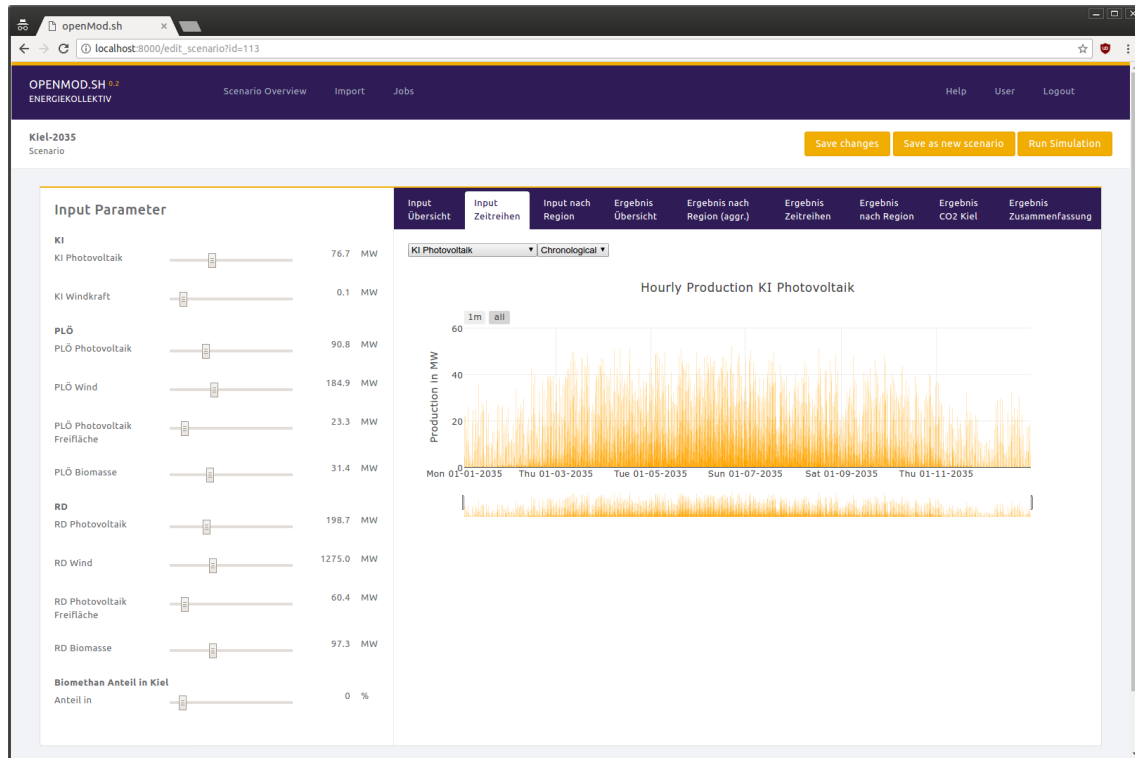 openMod.sh
localhost:8000/edit_scenario?id=113
OPENMOD.SH 0.2
ENERGIEKOLLEKTIV
Scenario Overview Import Jobs Help User Logout
Kiel-2035
Scenario
Save changes Save as new scenario Run Simulation
Input Parameter
KI
KI Photovoltaik 76.7 MW
KI Windkraft 0.1 MW
PLÖ
PLÖ Photovoltaik 90.8 MW
PLÖ Wind 184.9 MW
PLÖ Photovoltaik
Freifläche 23.3 MW
PLÖ Biomasse 31.4 MW
RD
RD Photovoltaik 198.7 MW
RD Wind 1275.0 MW
RD Photovoltaik
Freifläche 60.4 MW
RD Biomasse 97.3 MW
Biomethan Anteil in Kiel
Anteil in 0 %
Input Übersicht
Input Zeitreihen
Input nach Region
Ergebnis Übersicht
Ergebnis nach Region (aggr.)
Ergebnis Zeitreihen
Ergebnis nach Region
Ergebnis CO2 Kiel
Ergebnis Zusammenfassung
KI Photovoltaik Chronological
Hourly Production KI Photovoltaik
1m all
Production in MW
60
40
20
0
Mon 01-01-2035 Thu 01-03-2035 Tue 01-05-2035 Sun 01-07-2035 Sat 01-09-2035 Thu 01-11-2035